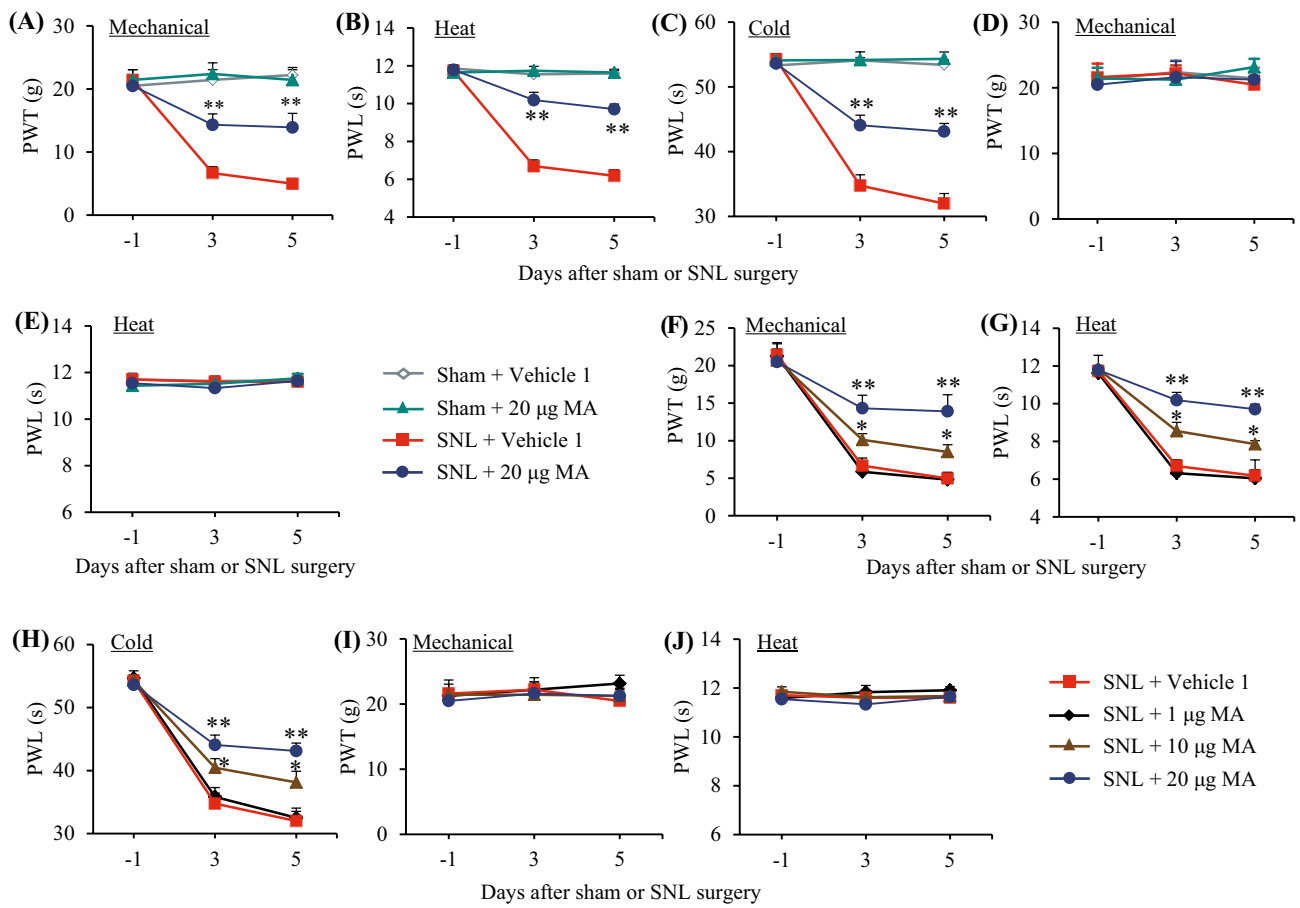 (A) Mechanical
PWT (g)
30
20
10
0
-1 3 5
**
**
(B) Heat
PWL (s)
14
12
10
8
6
4
-1 3 5
**
**
(C) Cold
PWL (s)
60
50
40
30
-1 3 5
**
**
(D) Mechanical
PWT (g)
30
20
10
0
-1 3 5
Days after sham or SNL surgery
(E) Heat
PWL (s)
14
12
10
8
6
-1 3 5
Days after sham or SNL surgery
Sham + Vehicle 1
Sham + 20 μg MA
SNL + Vehicle 1
SNL + 20 μg MA
(F) Mechanical
PWT (g)
25
20
15
10
5
0
-1 3 5
**
**
*
*
(G) Heat
PWL (s)
14
12
10
8
6
4
-1 3 5
**
**
*
*
Days after sham or SNL surgery
(H) Cold
PWL (s)
60
50
40
30
-1 3 5
**
**
*
*
(I) Mechanical
PWT (g)
30
20
10
0
-1 3 5
(J) Heat
PWL (s)
14
12
10
8
6
-1 3 5
Days after sham or SNL surgery
SNL + Vehicle 1
SNL + 1 μg MA
SNL + 10 μg MA
SNL + 20 μg MA